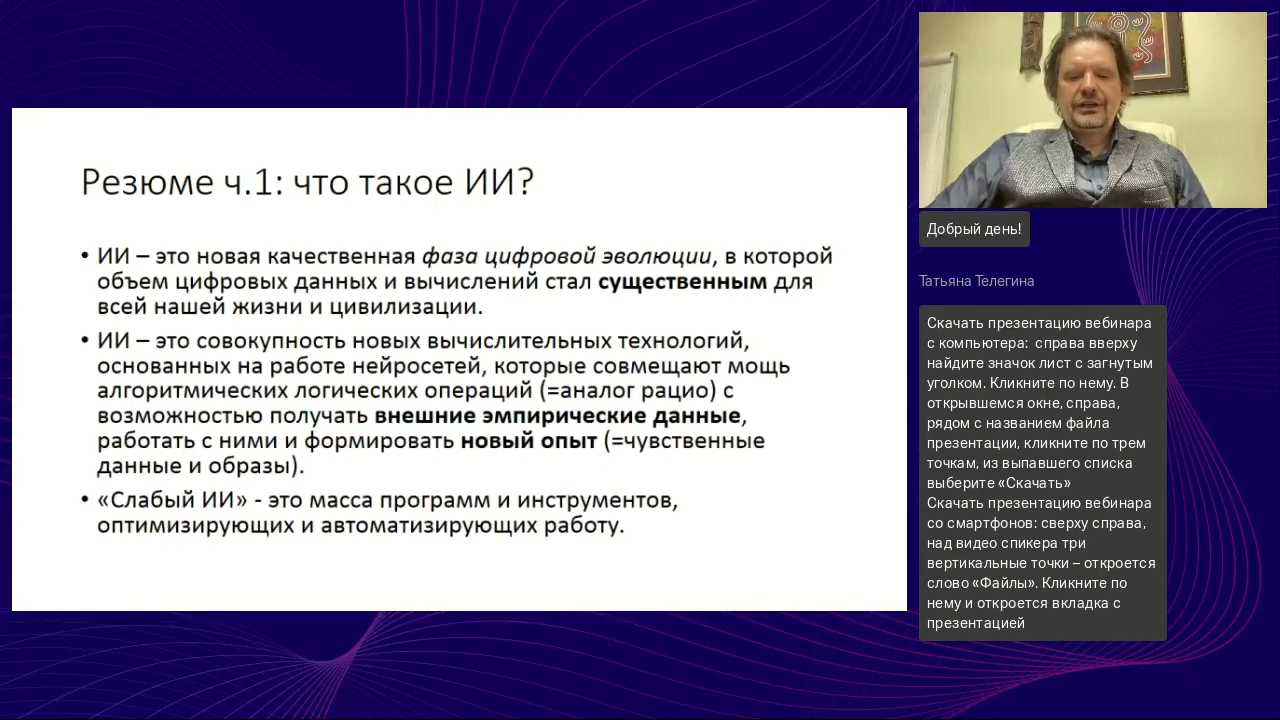 Резюме ч.1: что такое ИИ?
• ИИ – это новая качественная фаза цифровой эволюции, в которой
объем цифровых данных и вычислений стал существенным для
всей нашей жизни и цивилизации.
• ИИ – это совокупность новых вычислительных технологий,
основанных на работе нейросетей, которые совмещают мощь
алгоритмических логических операций (=аналог рацио) с
возможностью получать внешние эмпирические данные,
работать с ними и формировать новый опыт (=чувственные
данные и образы).
• «Слабый ИИ» - это масса программ и инструментов,
оптимизирующих и автоматизирующих работу.
Добрый день!
Татьяна Телегина
Скачать презентацию вебинара
с компьютера: справа вверху
найдите значок лист с загнутым
уголком. Кликните по нему. В
открывшемся окне, справа,
рядом с названием файла
презентации, кликните по трем
точкам, из выпавшего списка
выберите «Скачать»
Скачать презентацию вебинара
со смартфонов: сверху справа,
над видео спикера три
вертикальные точки – откроется
слово «Файлы». Кликните по
нему и откроется вкладка с
презентацией